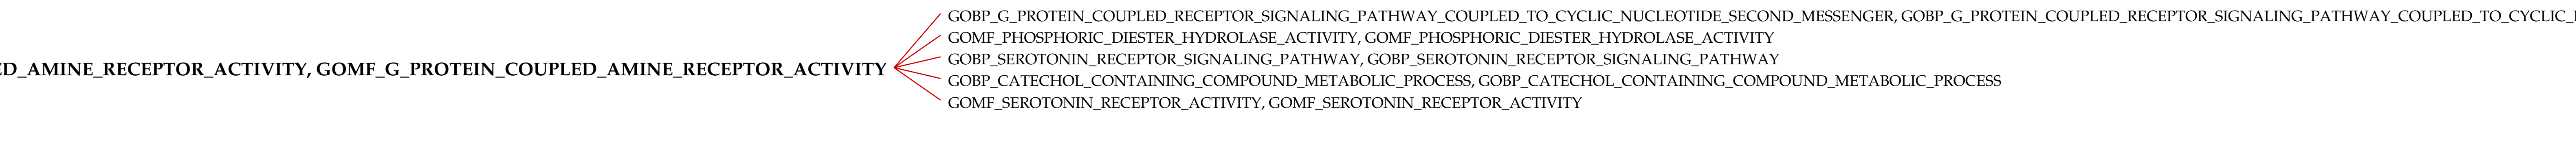 GOBP_G_PROTEIN_COUPLED_RECEPTOR_SIGNALING_PATHWAY_COUPLED_TO_CYCLIC_NUCLEOTIDE_SECOND_MESSENGER, GOBP_G_PROTEIN_COUPLED_RECEPTOR_SIGNALING_PATHWAY_COUPLED_TO_CYCLIC_
GOMF_PHOSPHORIC_DIESTER_HYDROLASE_ACTIVITY, GOMF_PHOSPHORIC_DIESTER_HYDROLASE_ACTIVITY
GOBP_SEROTONIN_RECEPTOR_SIGNALING_PATHWAY, GOBP_SEROTONIN_RECEPTOR_SIGNALING_PATHWAY
ED_AMINE_RECEPTOR_ACTIVITY, GOMF_G_PROTEIN_COUPLED_AMINE_RECEPTOR_ACTIVITY
GOBP_CATECHOL_CONTAINING_COMPOUND_METABOLIC_PROCESS, GOBP_CATECHOL_CONTAINING_COMPOUND_METABOLIC_PROCESS
GOMF_SEROTONIN_RECEPTOR_ACTIVITY, GOMF_SEROTONIN_RECEPTOR_ACTIVITY